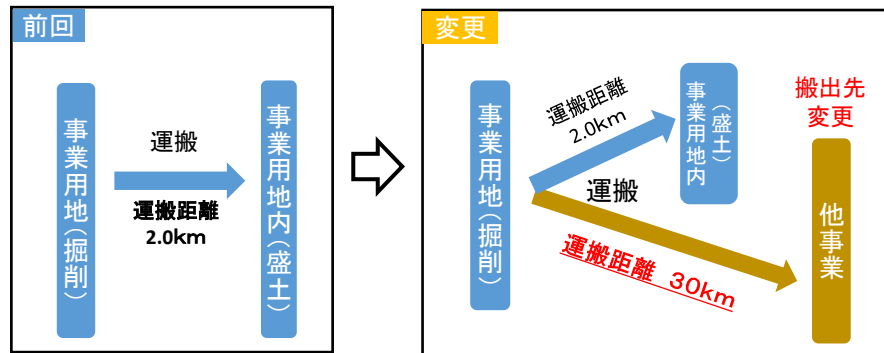 前回
事業用地(掘削)
運搬
運搬距離
2.0km
事業用地内(盛土)
変更
事業用地(掘削)
運搬距離
2.0km
事業用地内
(盛土)
運搬
運搬距離 30km
搬出先
変更
他事業